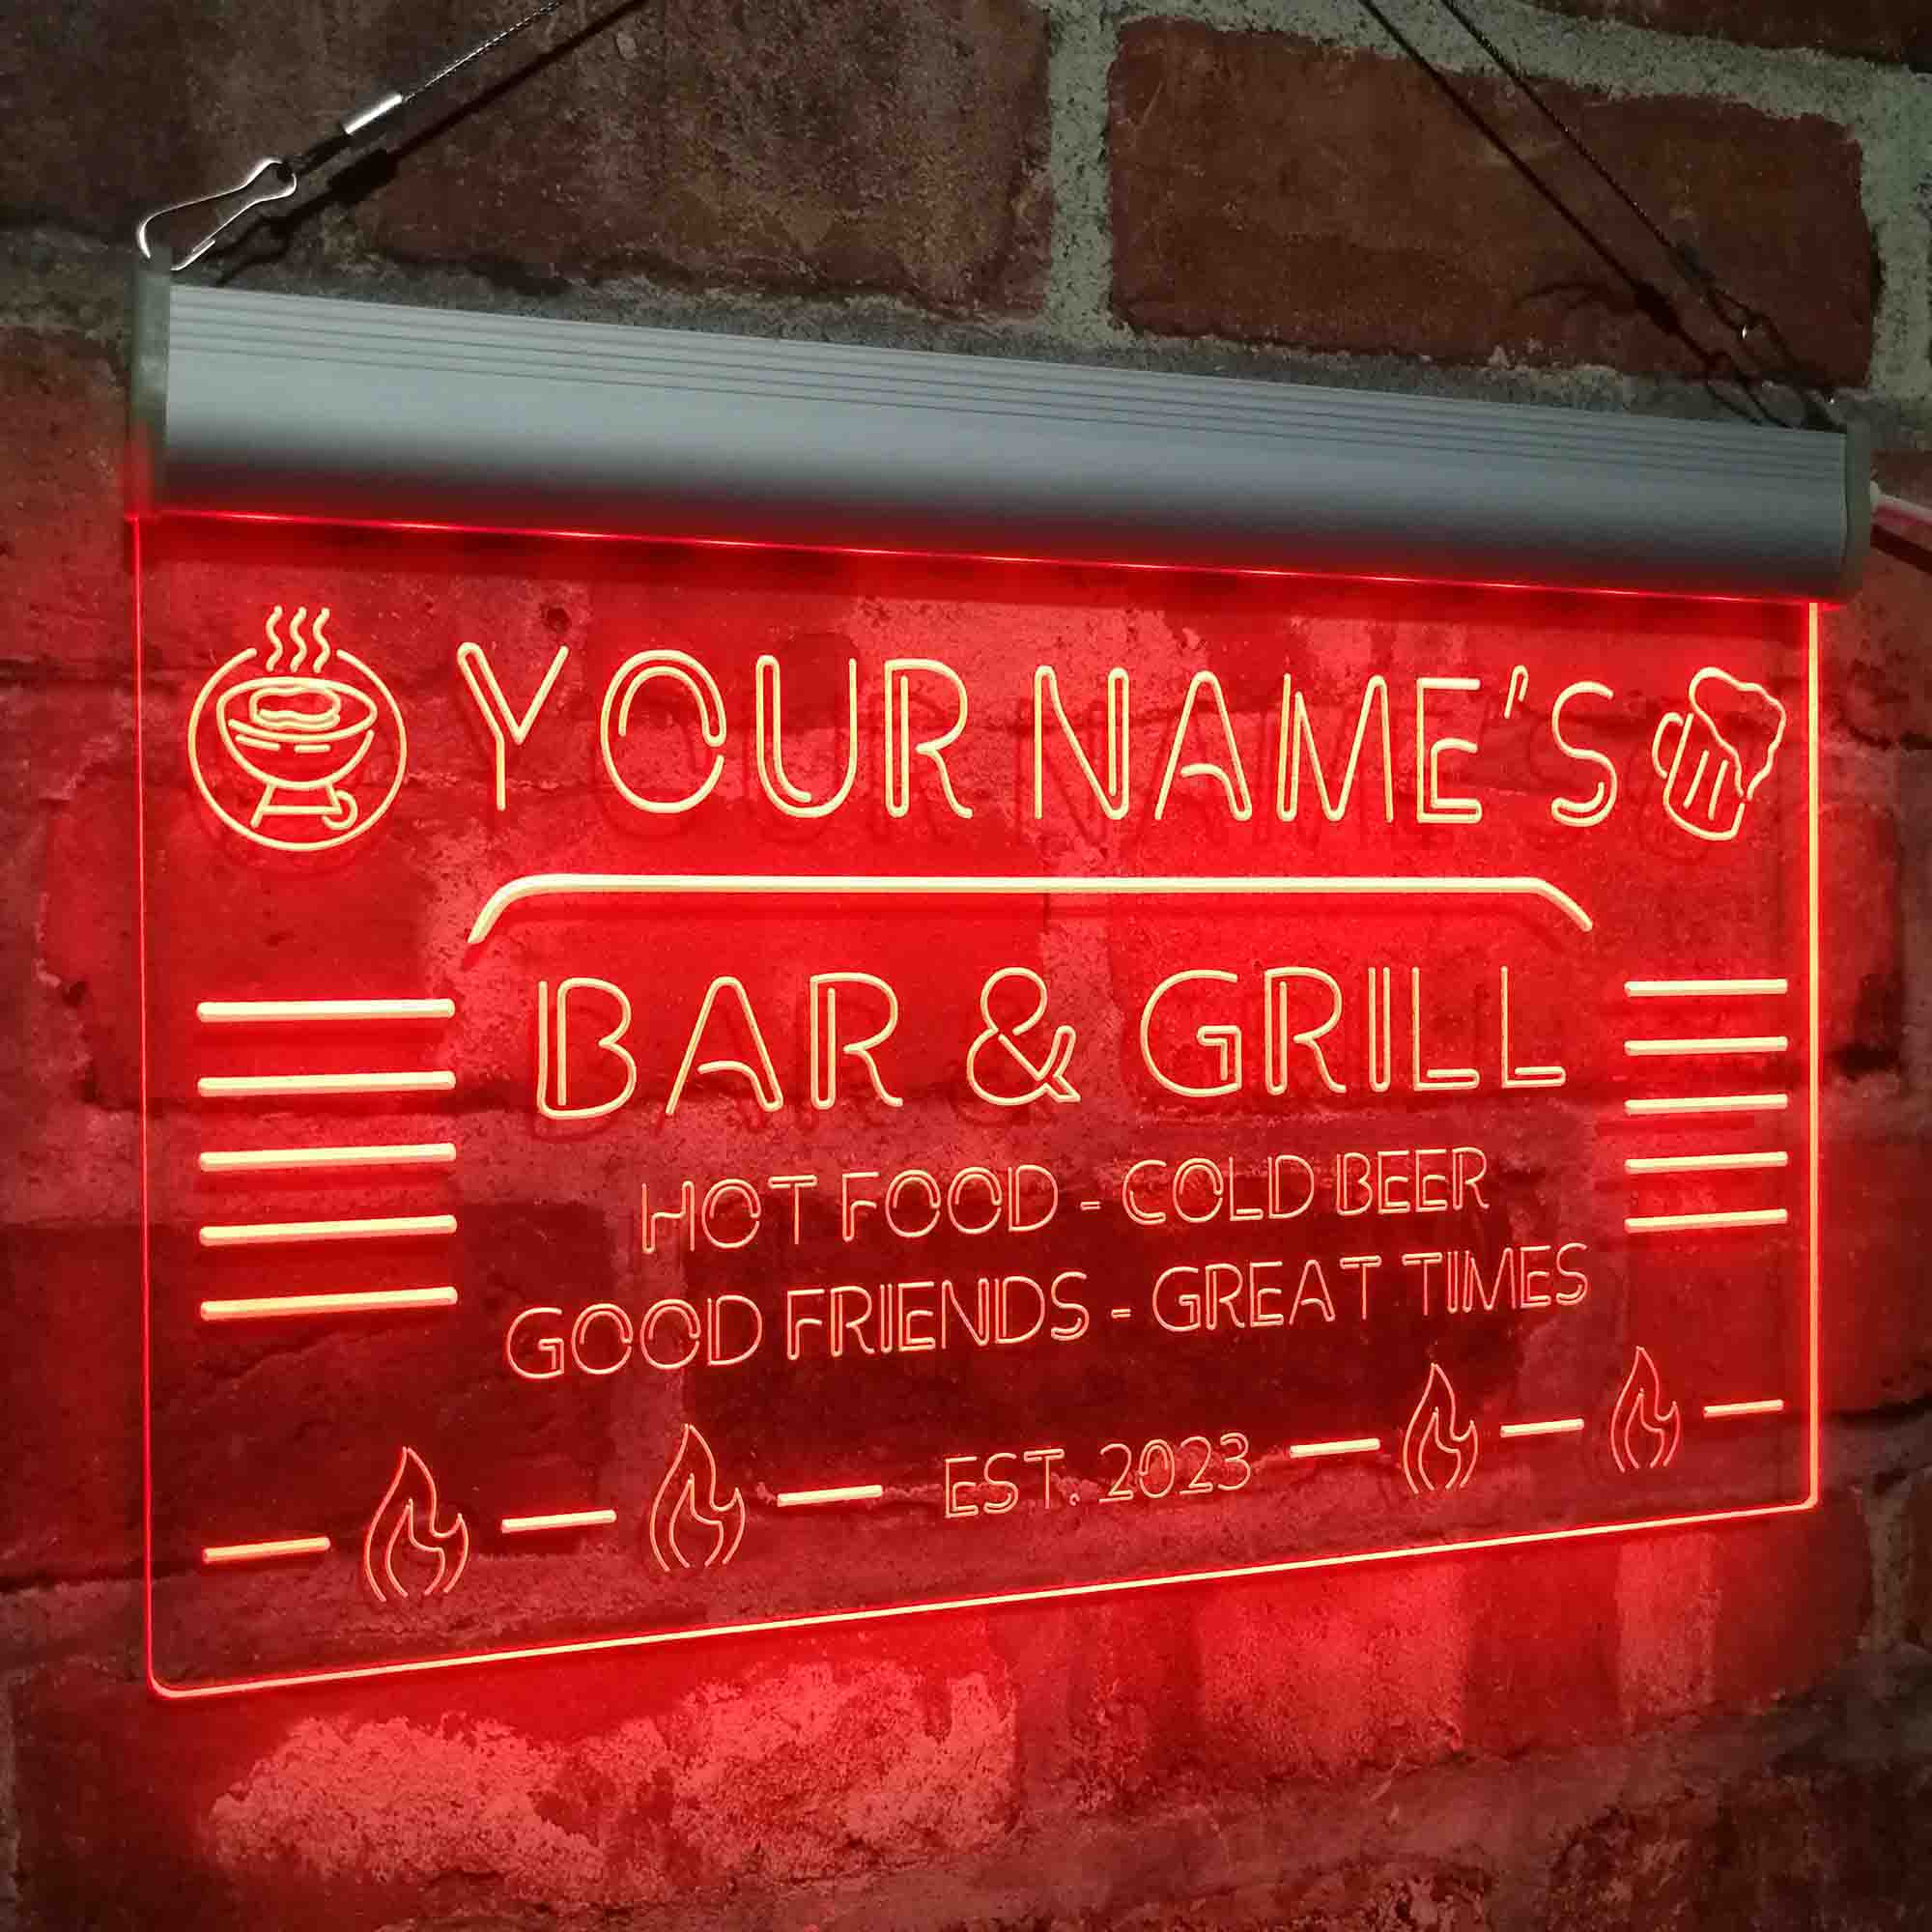 YOUR NAME'S
BAR & GRILL
HOT FOOD - COLD BEER
GOOD FRIENDS - GREAT TIMES
EST. 2023